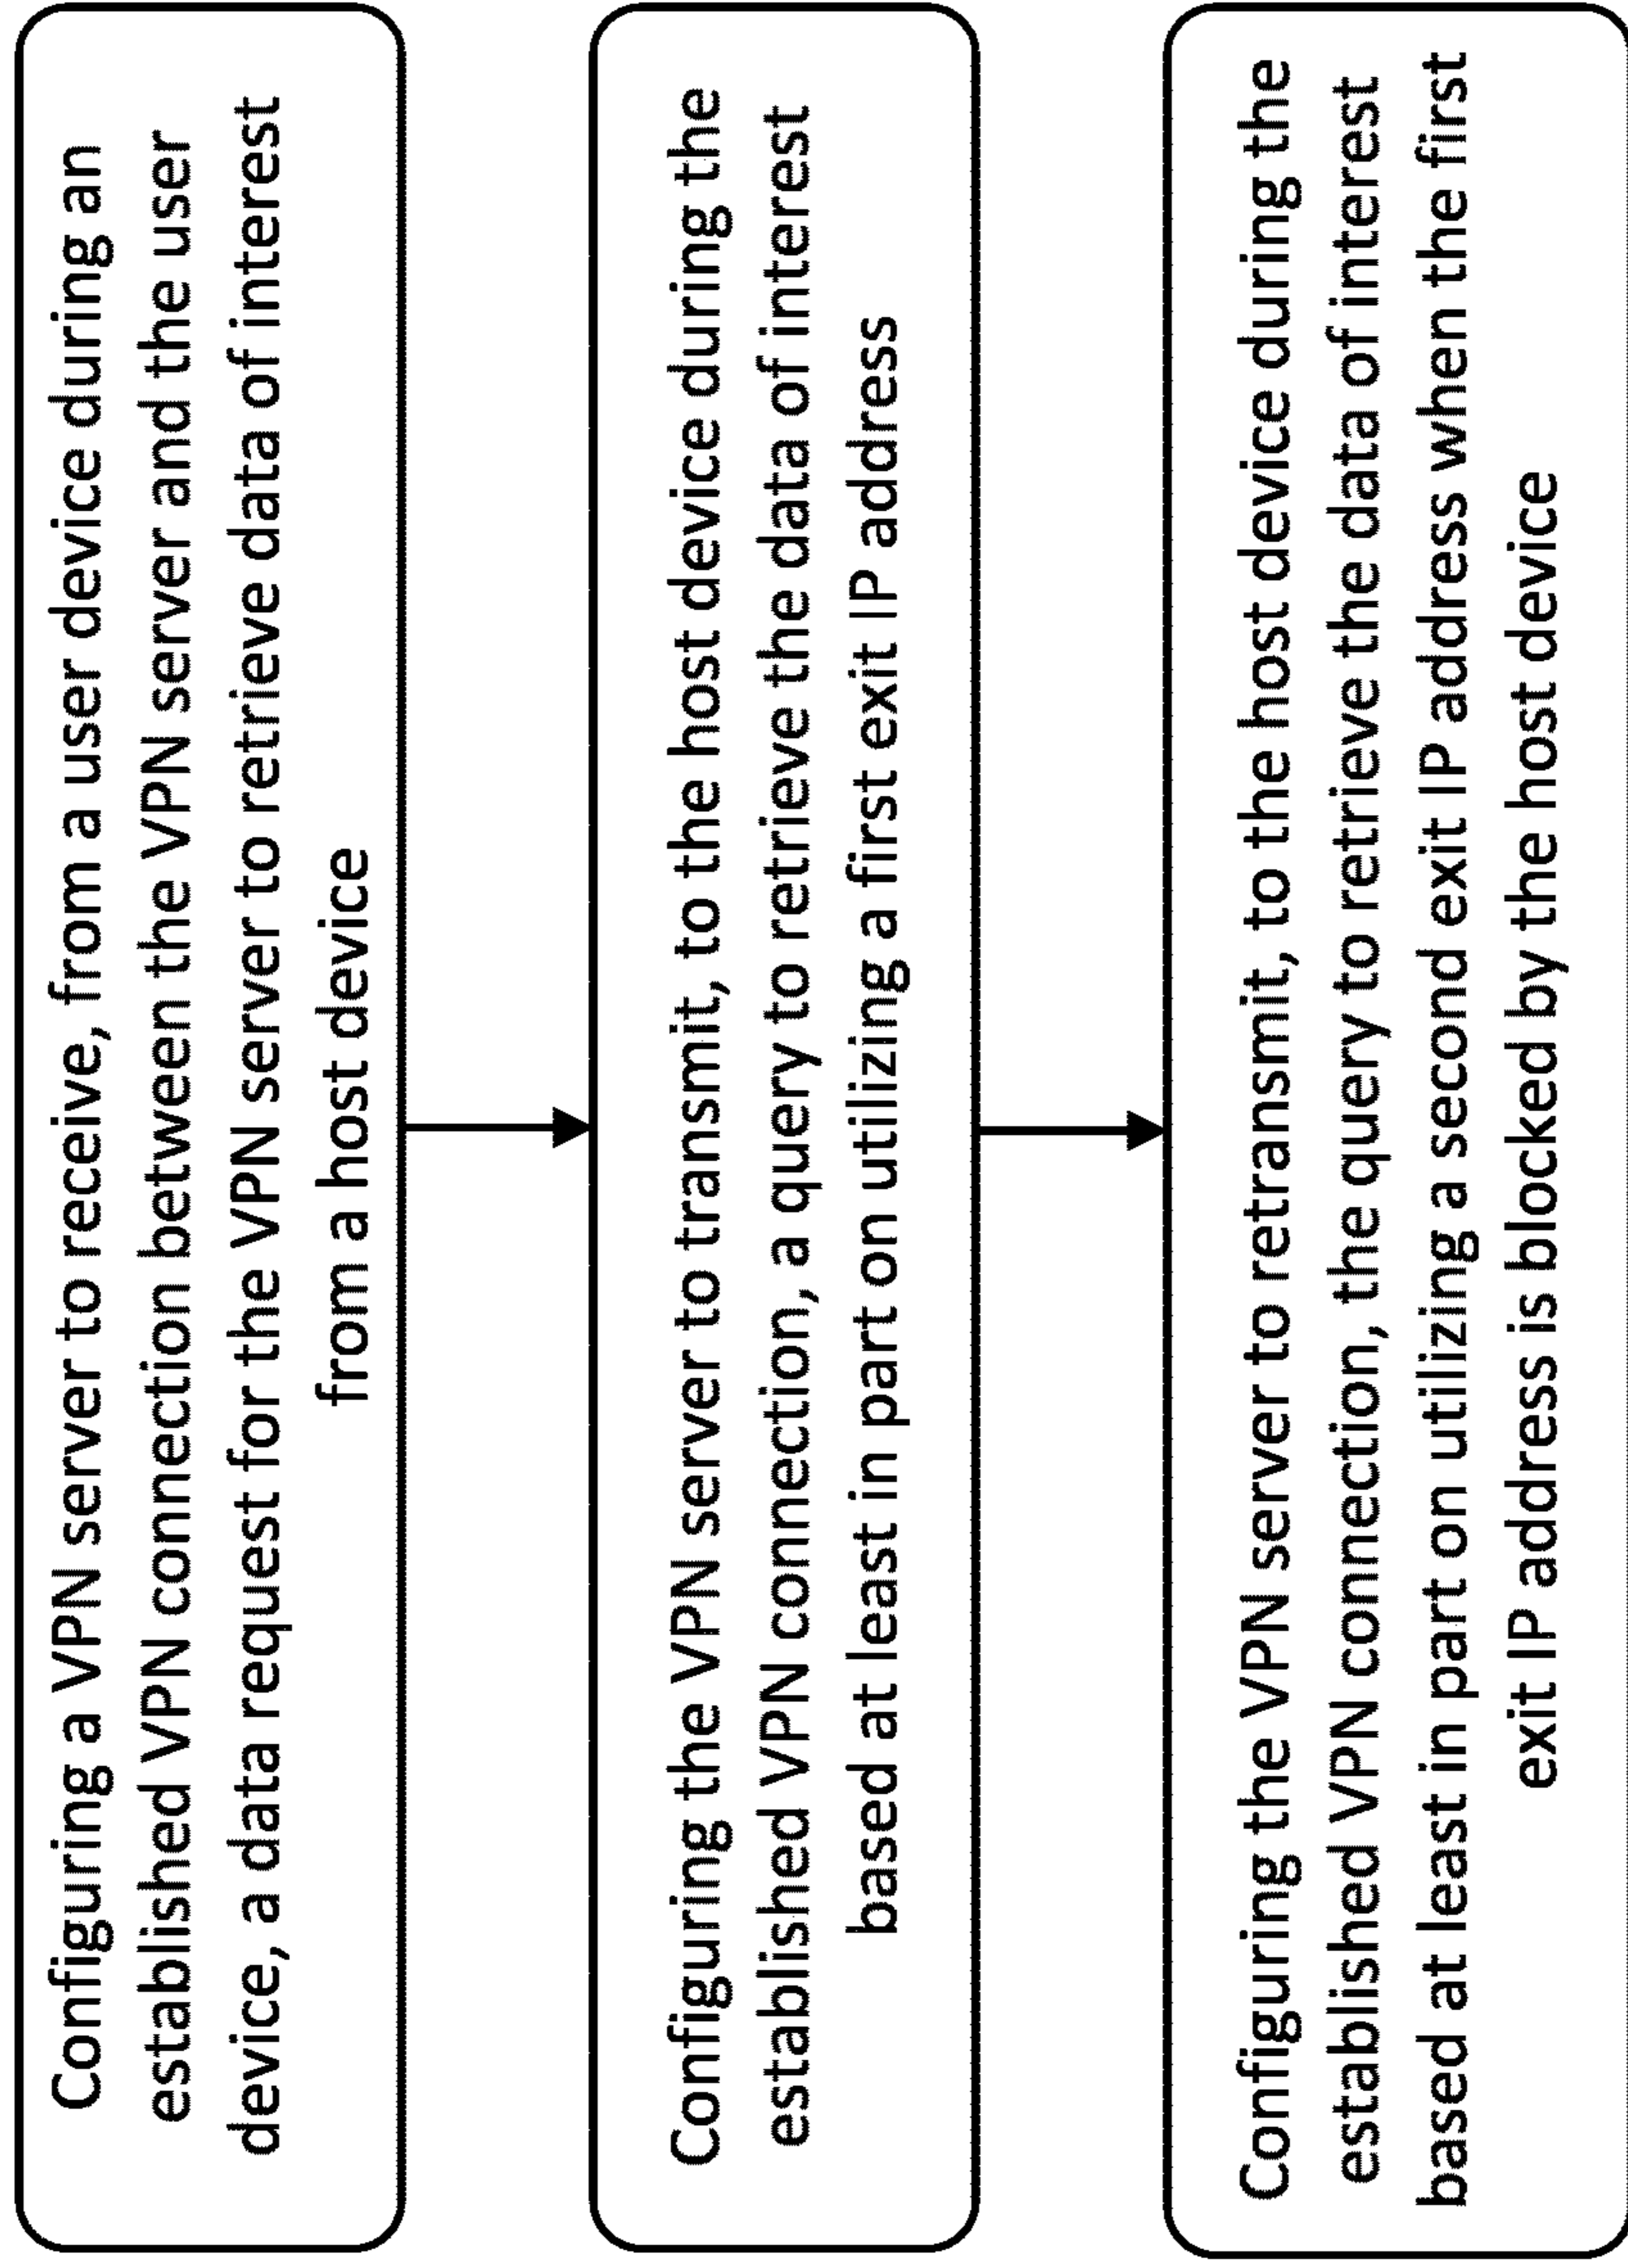 Configuring a VPN server to receive, from a user device during an
established VPN connection between the VPN server and the user
device, a data request for the VPN server to retrieve data of interest
from a host device
Configuring the VPN server to transmit, to the host device during the
established VPN connection, a query to retrieve the data of interest
based at least in part on utilizing a first exit IP address
Configuring the VPN server to retransmit, to the host device during the
established VPN connection, the query to retrieve the data of interest
based at least in part on utilizing a second exit IP address when the first
exit IP address is blocked by the host device